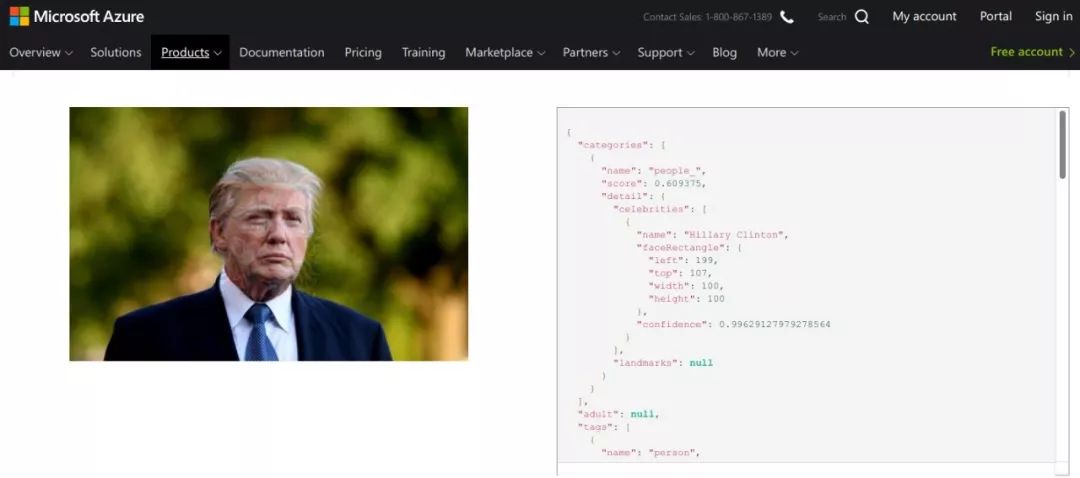 Microsoft Azure
Contact Sales: 1-800-867-1389 Search My account Portal Sign in
Overview Solutions Products Documentation Pricing Training Marketplace Partners Support Blog More Free account
{
"categories": [
{
"name": "people_",
"score": 0.609375,
"detail": {
"celebrities": [
{
"name": "Hillary Clinton",
"faceRectangle": {
"left": 199,
"top": 107,
"width": 100,
"height": 100
},
"confidence": 0.99629127979278564
}
],
"landmarks": null
}
}
],
"adult": null,
"tags": [
{
"name": "person",